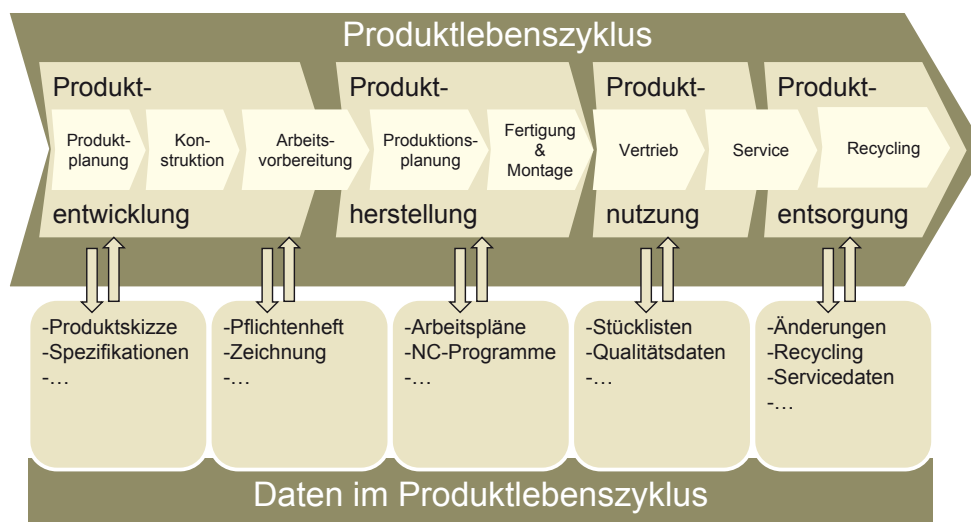 Produktlebenszyklus
Produkt-
entwicklung
Produkt-
planung
Kon-
struktion
Arbeits-
vorbereitung
Produkt-
herstellung
Produktions-
planung
Fertigung
&
Montage
Produkt-
nutzung
Vertrieb
Service
Produkt-
entsorgung
Recycling
-Produktskizze
-Spezifikationen
-...
-Pflichtenheft
-Zeichnung
-...
-Arbeitspläne
-NC-Programme
-...
-Stücklisten
-Qualitätsdaten
-...
-Änderungen
-Recycling
-Servicedaten
-...
Daten im Produktlebenszyklus